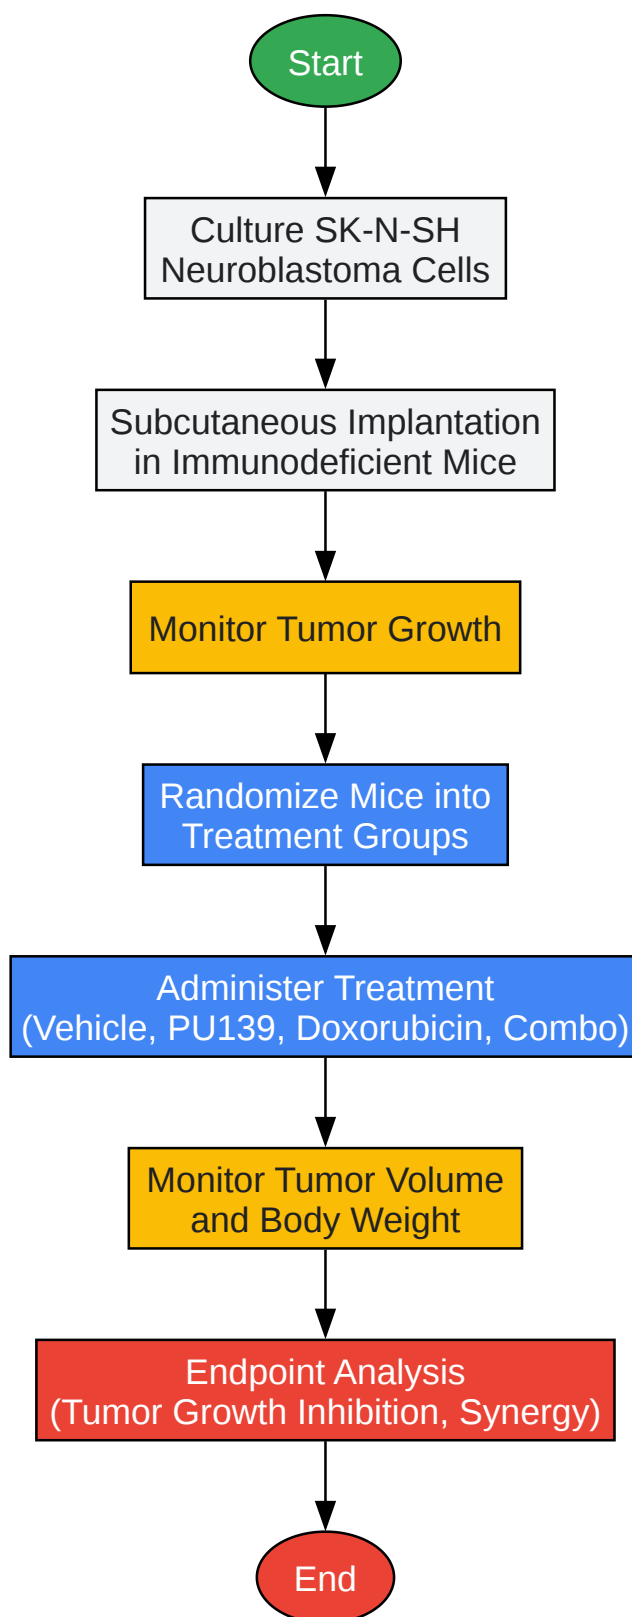 Start
Culture SK-N-SH
Neuroblastoma Cells
Subcutaneous Implantation
in Immunodeficient Mice
Monitor Tumor Growth
Randomize Mice into
Treatment Groups
Administer Treatment
(Vehicle, PU139, Doxorubicin, Combo)
Monitor Tumor Volume
and Body Weight
Endpoint Analysis
(Tumor Growth Inhibition, Synergy)
End